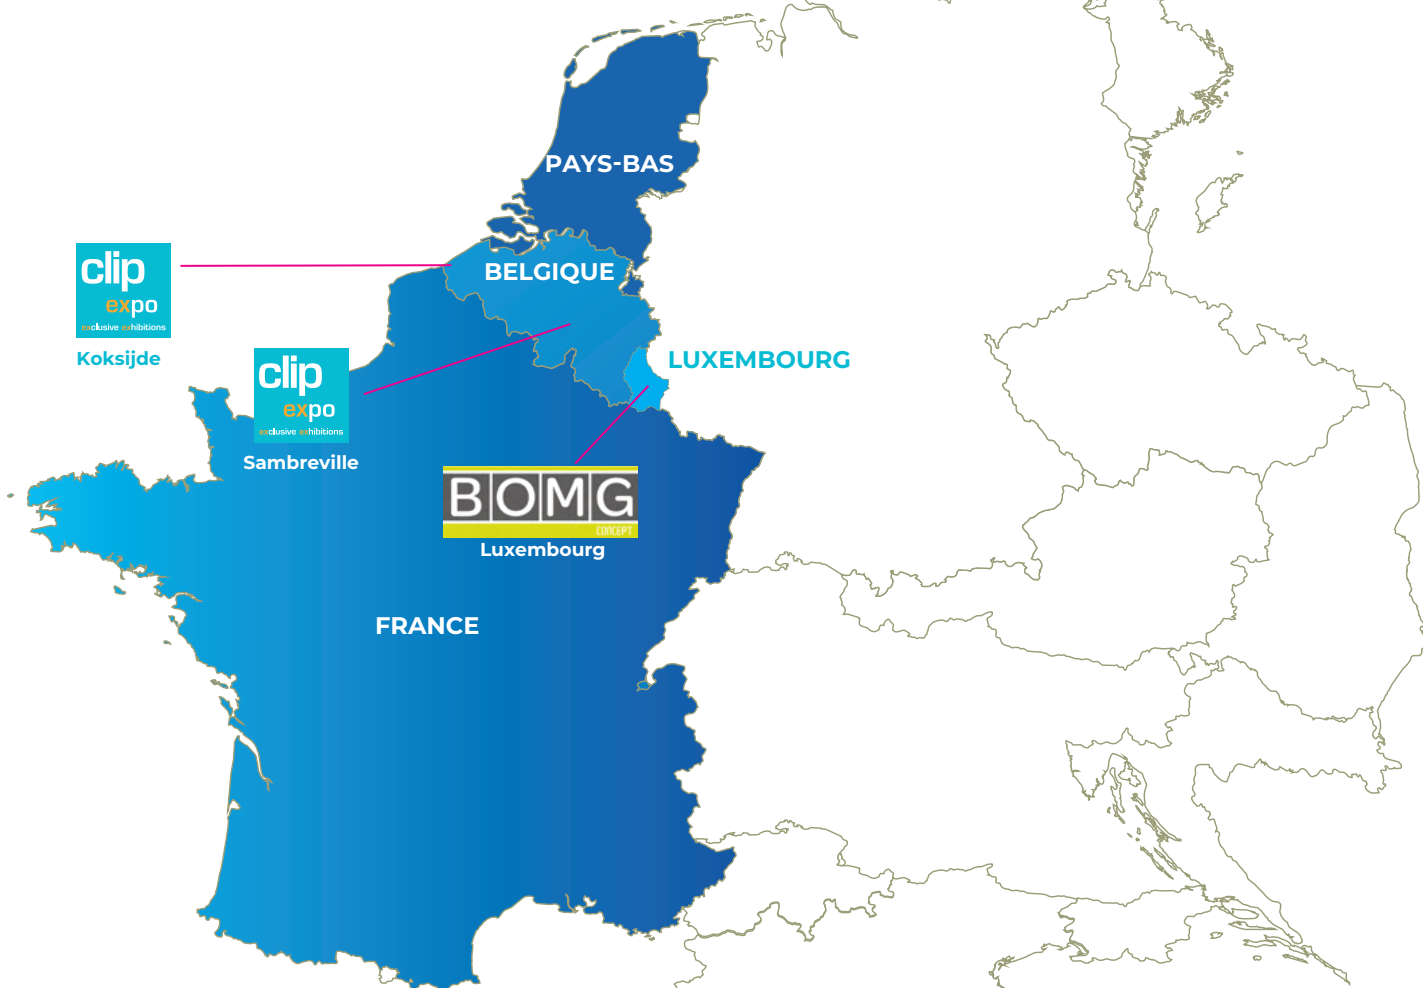 PAYS-BAS
BELGIQUE
clip
expo
exclusive exhibitions
Koksijde
LUXEMBOURG
clip
expo
exclusive exhibitions
Sambreville
BOMG
CONCEPT
Luxembourg
FRANCE